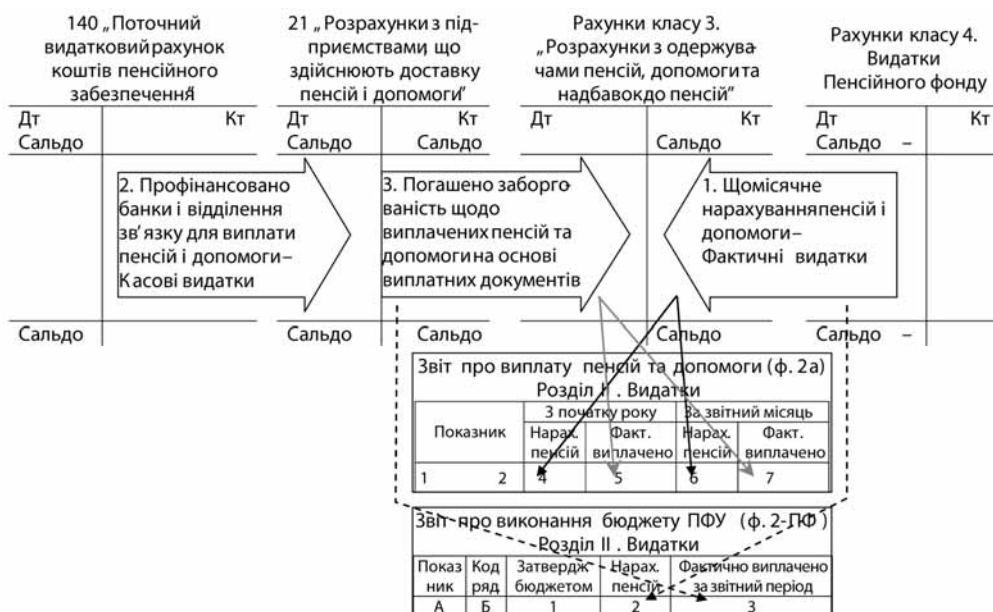 140 „Поточний
видатковий рахунок
коштів пенсійного
забезпечення"
21 „Розрахунки з під-
приємствами, що
здійснюють доставку
пенсій і допомоги"
Рахунки класу 3.
„Розрахунки з одержува-
чами пенсій, допомоги та
надбавок до пенсій"
Рахунки класу 4.
Видатки
Пенсійного фонду
Дт Кт
Сальдо
Дт Кт
Сальдо Сальдо
Дт Кт
Сальдо
Дт Кт
Сальдо –
2. Профінансовано
банки і відділення
зв'язку для виплати
пенсій і допомоги –
Касові видатки
3. Погашено заборго-
ваність щодо
виплачених пенсій та
допомоги на основі
виплатних документів
1. Щомісячне
нарахування пенсій і
допомоги –
Фактичні видатки
Сальдо
Сальдо Сальдо
Сальдо
Сальдо –
Звіт про виплату пенсій та допомоги (ф. 2а)
Розділ II . Видатки
Показник
З початку року За звітний місяць
Нарах. пенсій Факт. виплачено Нарах. пенсій Факт. виплачено
1 2 4 5 6 7
Звіт про виконання бюджету ПФУ (ф. 2-ПФ)
Розділ II . Видатки
Показ Код Затвердж Нарах. Фактично виплачено
ник ряд. бюджетом пенсій за звітний період
А Б 1 2 3